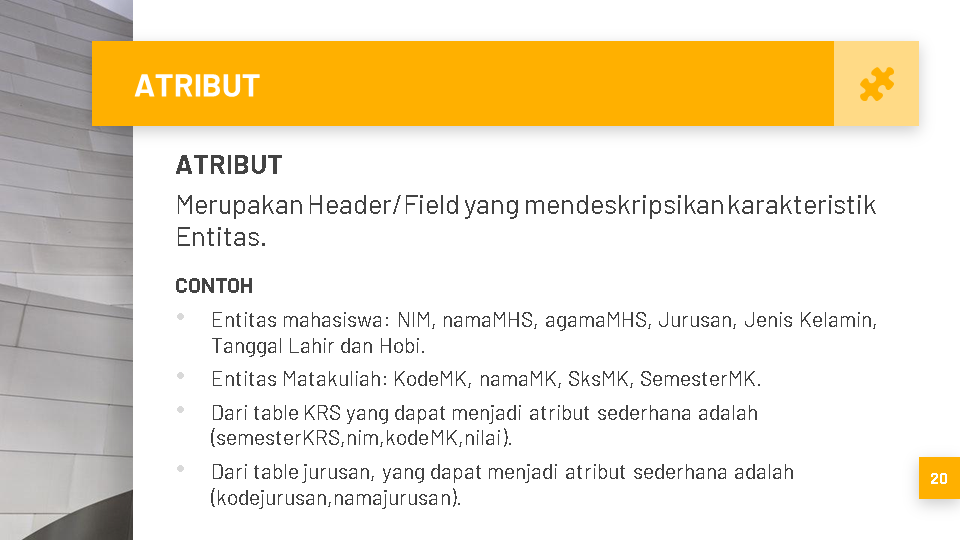 ATRIBUT
ATRIBUT
Merupakan Header/Field yang mendeskripsikan karakteristik
Entitas.
CONTOH
• Entitas mahasiswa: NIM, namaMHS, agamaMHS, Jurusan, Jenis Kelamin,
Tanggal Lahir dan Hobi.
• Entitas Matakuliah: KodeMK, namaMK, SksMK, SemesterMK.
• Dari table KRS yang dapat menjadi atribut sederhana adalah
(semesterKRS,nim,kodeMK,nilai).
• Dari table jurusan, yang dapat menjadi atribut sederhana adalah
(kodejurusan,namajurusan).
20